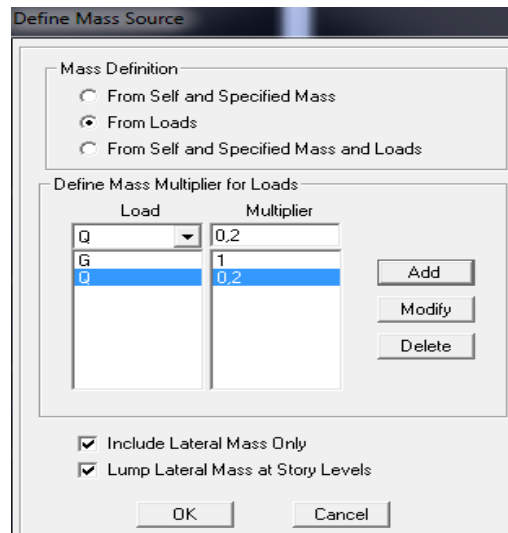 Define Mass Source
Mass Definition
From Self and Specified Mass
From Loads
From Self and Specified Mass and Loads
Define Mass Multiplier for Loads
Load Multiplier
Q 0,2
G 1
Q 0,2
Add
Modify
Delete
Include Lateral Mass Only
Lump Lateral Mass at Story Levels
OK Cancel